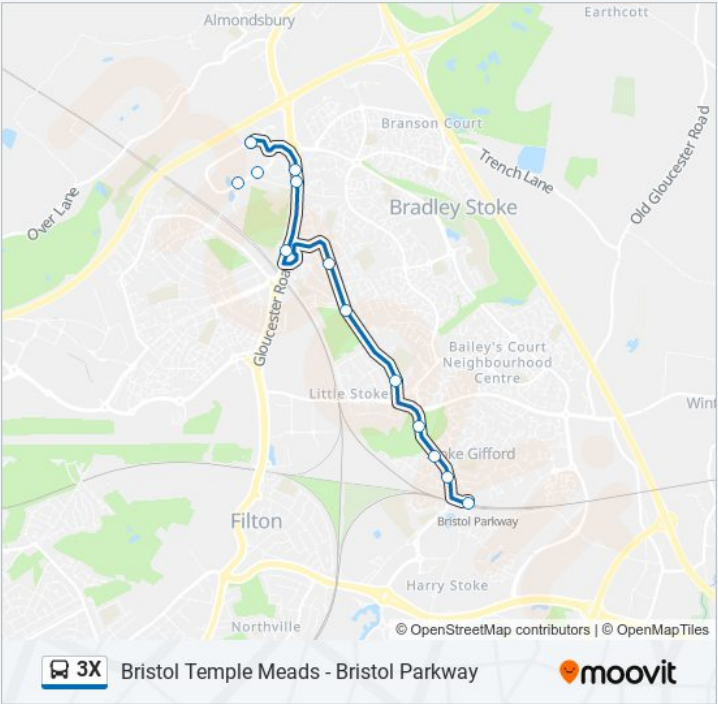 Earthcott
Almondsbury
Branson Court
Trench Lane
Old Gloucester Road
Over Lane
Bradley Stoke
Gloucester Roa
Bailey's Court
Neighbourhood
Centre
Little Stoke
Wint
oke Gifford
Filton
Bristol Parkway
Harry Stoke
Northville
© OpenStreetMap contributors | © OpenMapTiles
3X Bristol Temple Meads - Bristol Parkway
moovit